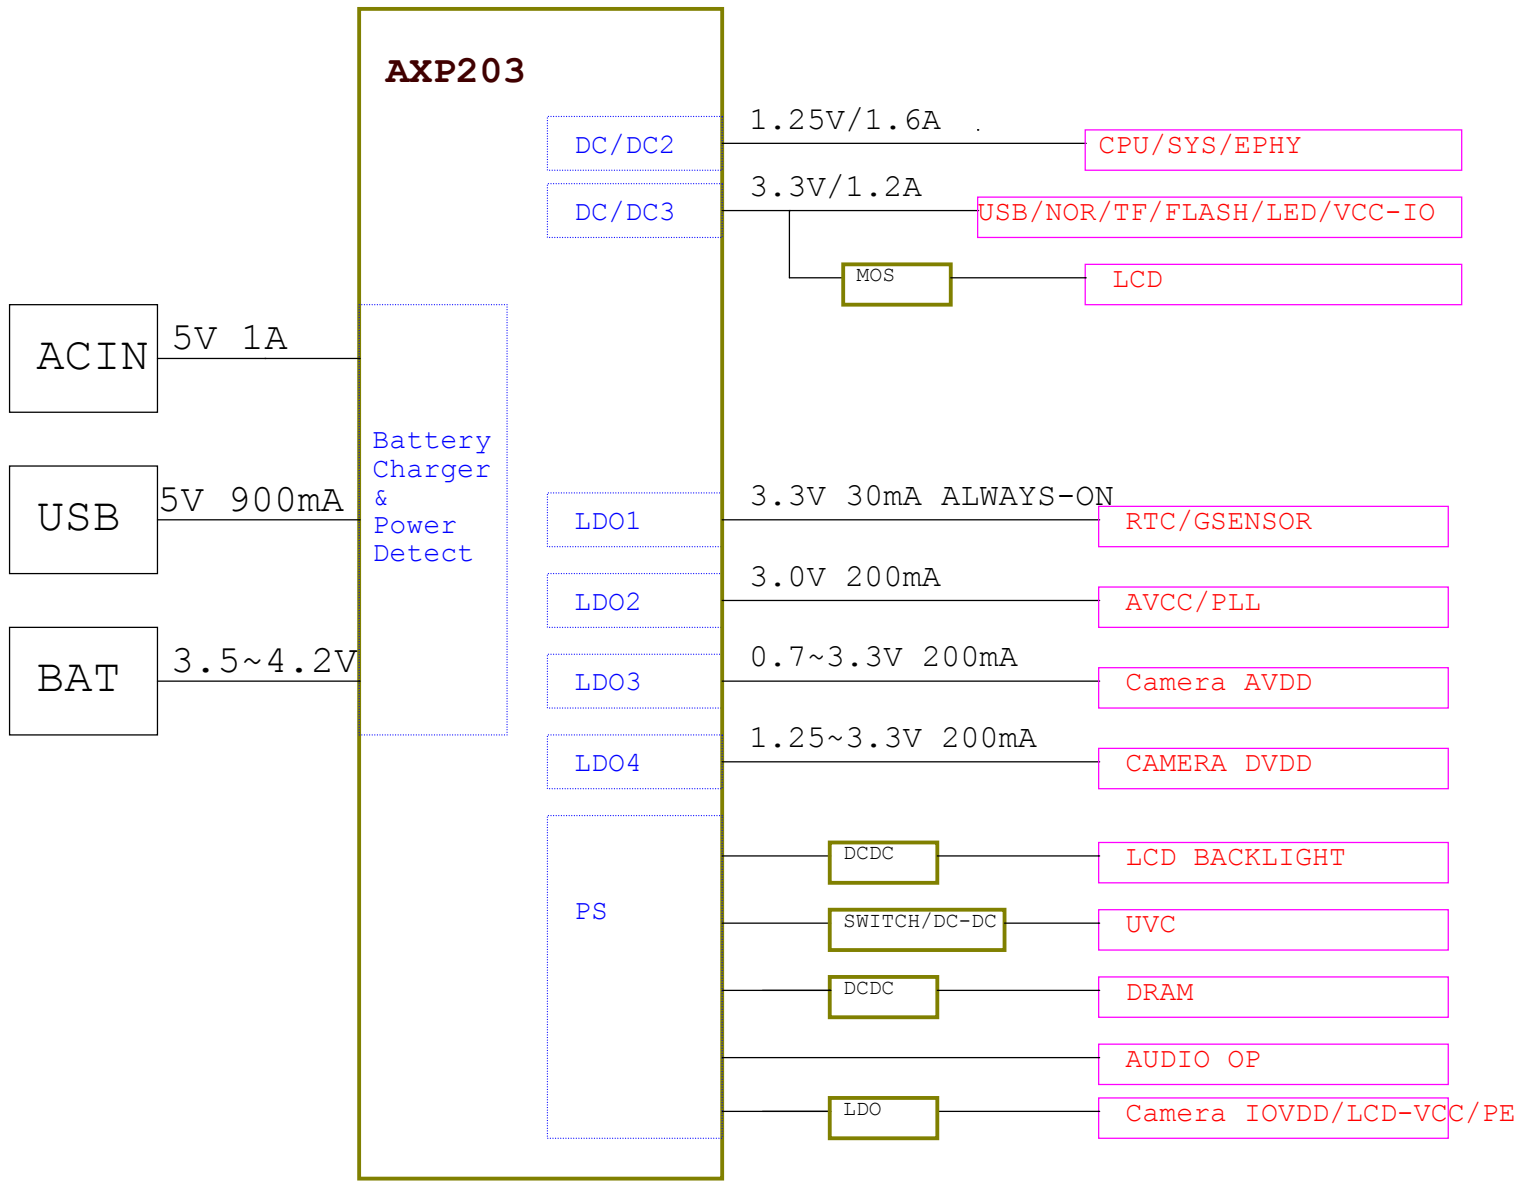 AXP203
1.25V/1.6A
DC/DC2
CPU/SYS/EPHY
3.3V/1.2A
DC/DC3
USB/NOR/TF/FLASH/LED/VCC-IO
MOS
LCD
ACIN
5V 1A
Battery
Charger
&
Power
Detect
USB
5V 900mA
3.3V 30mA ALWAYS-ON
LDO1
RTC/GSENSOR
3.0V 200mA
LDO2
AVCC/PLL
BAT
3.5~4.2V
0.7~3.3V 200mA
LDO3
Camera AVDD
1.25~3.3V 200mA
LDO4
CAMERA DVDD
DCDC
LCD BACKLIGHT
PS
SWITCH/DC-DC
UVC
DCDC
DRAM
AUDIO OP
LDO
Camera IOVDD/LCD-VCC/PE